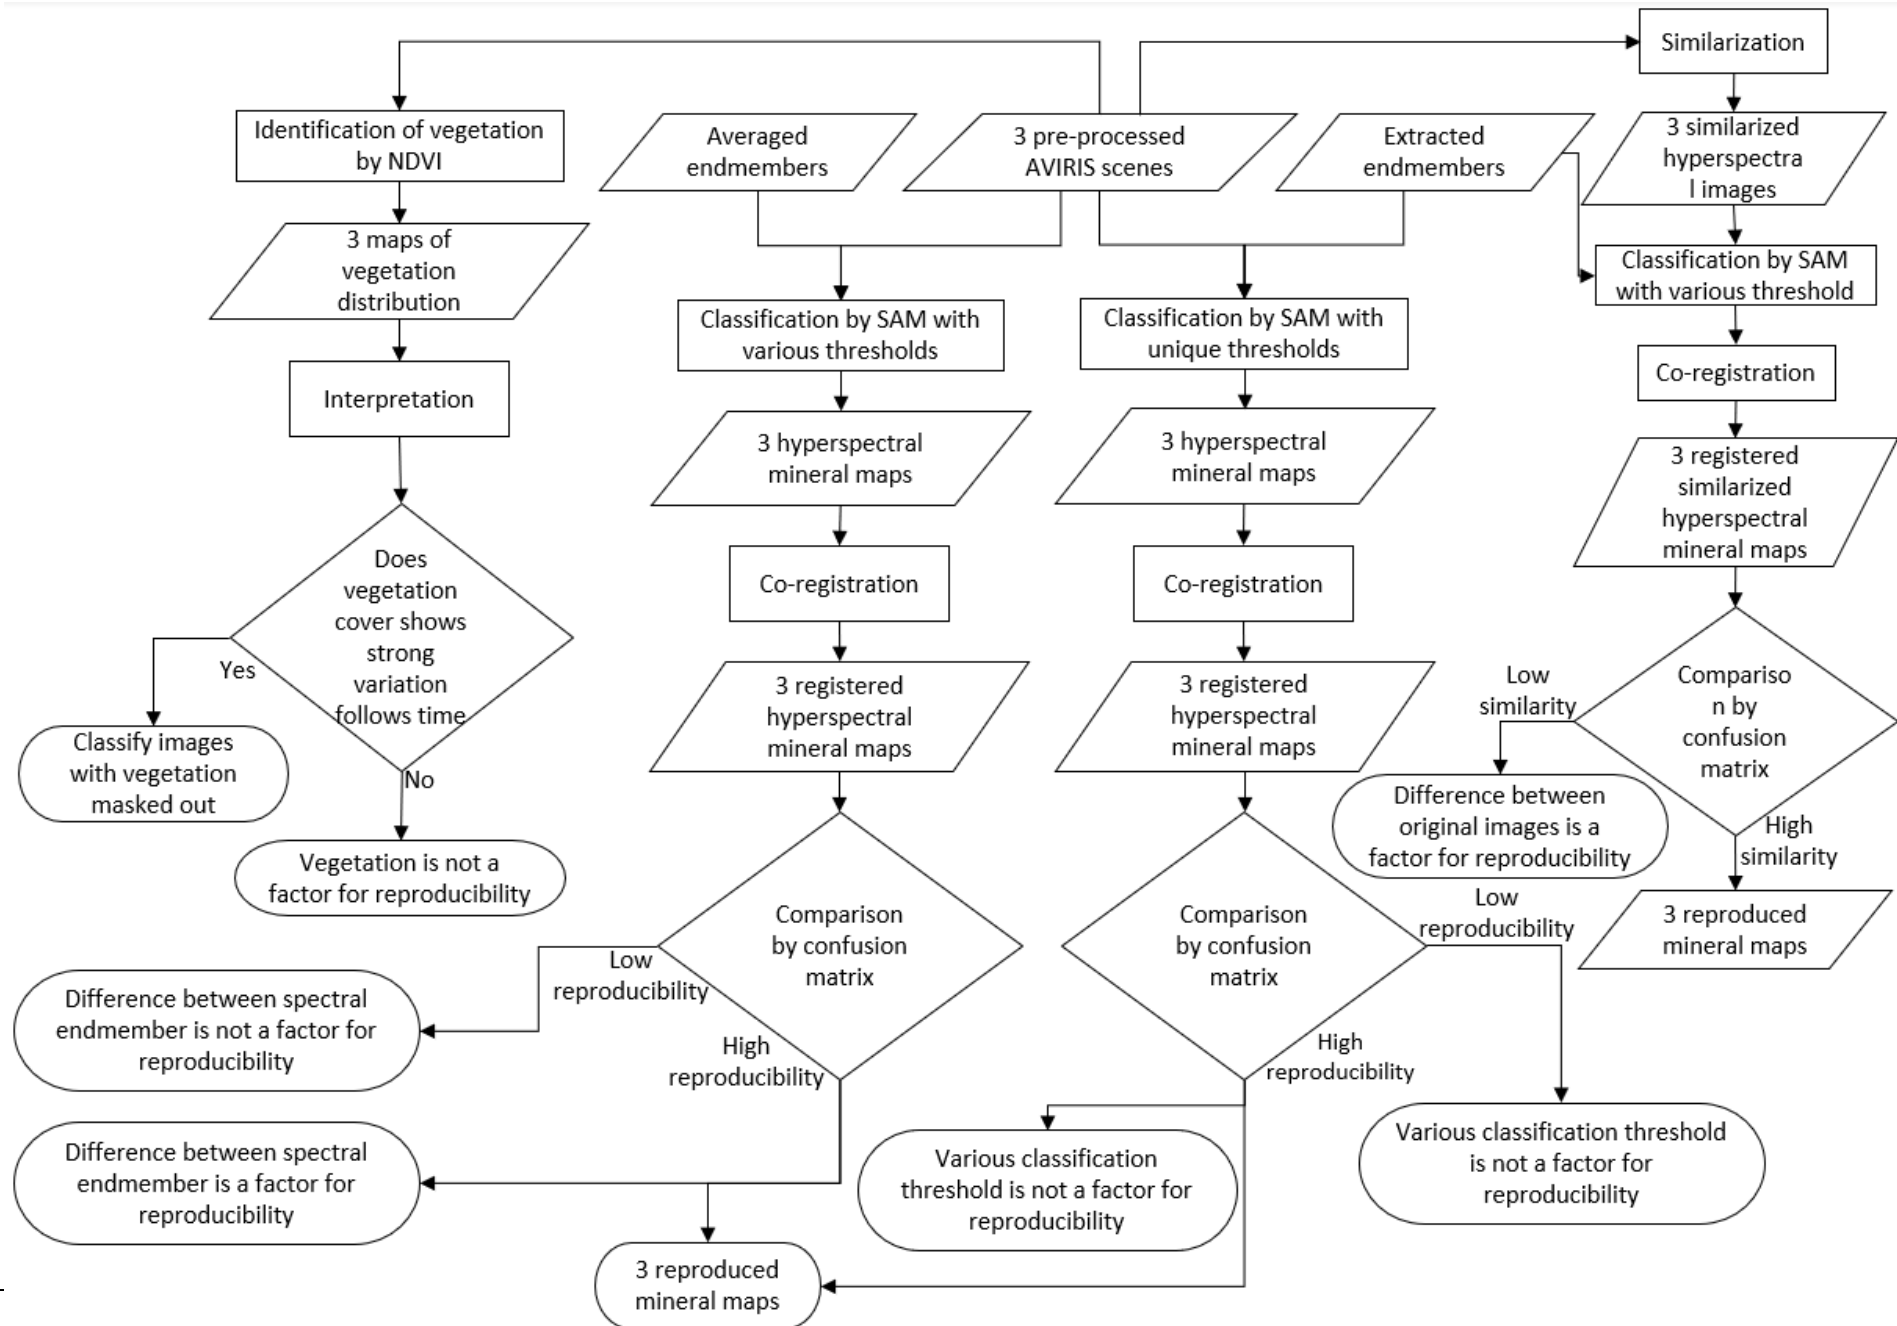 Similarization
Identification of vegetation
by NDVI
Averaged
endmembers
3 pre-processed
AVIRIS scenes
Extracted
endmembers
3 similarized
hyperspectra
l images
3 maps of
vegetation
distribution
Classification by SAM
with various threshold
Classification by SAM with
various thresholds
Classification by SAM with
unique thresholds
Interpretation
Co-registration
3 hyperspectral
mineral maps
3 hyperspectral
mineral maps
3 registered
similarized
hyperspectral
mineral maps
Does
vegetation
cover shows
strong
variation
follows time
Co-registration
Co-registration
Yes
No
Classify images
with vegetation
masked out
Vegetation is not a
factor for reproducibility
3 registered
hyperspectral
mineral maps
3 registered
hyperspectral
mineral maps
Low
similarity
Compariso
n by
confusion
matrix
Difference between
original images is a
factor for reproducibility
High
similarity
3 reproduced
mineral maps
Comparison
by confusion
matrix
Comparison
by confusion
matrix
Low
reproducibility
Low
reproducibility
High
reproducibility
High
reproducibility
Difference between spectral
endmember is not a factor for
reproducibility
Difference between spectral
endmember is a factor for
reproducibility
Various classification
threshold is not a factor for
reproducibility
Various classification threshold
is not a factor for
reproducibility
3 reproduced
mineral maps